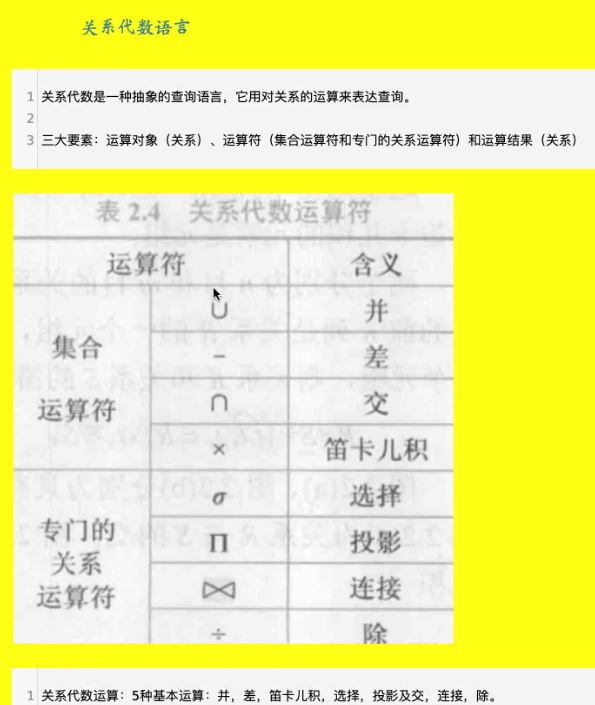 关系代数语言
1 关系代数是一种抽象的查询语言，它用对关系的运算来表达查询。
2
3 三大要素：运算对象（关系）、运算符（集合运算符和专门的关系运算符）和运算结果（关系）
表 2.4 关系代数运算符
运算符 含义
集合
运算符
∪ 并
− 差
∩ 交
× 笛卡儿积
专门的
关系
运算符
σ 选择
Π 投影
⋈ 连接
÷ 除
1 关系代数运算：5种基本运算：并，差，笛卡儿积，选择，投影及交，连接，除。